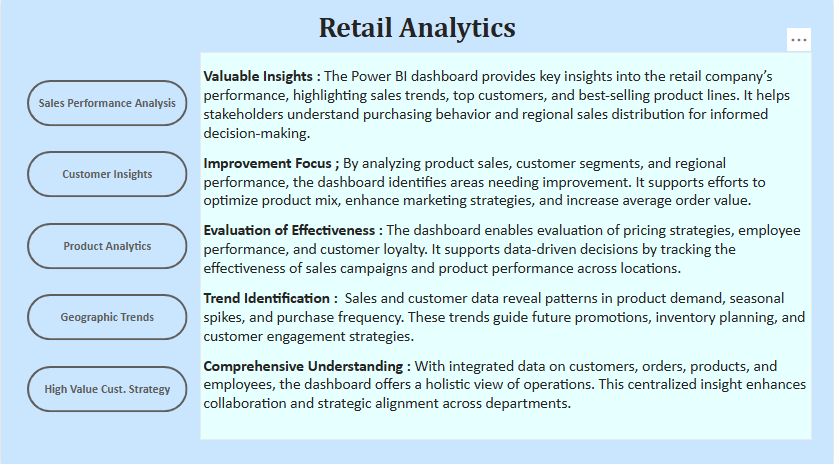 Retail Analytics
Sales Performance Analysis
Customer Insights
Product Analytics
Geographic Trends
High Value Cust. Strategy
Valuable Insights : The Power BI dashboard provides key insights into the retail company’s
performance, highlighting sales trends, top customers, and best-selling product lines. It helps
stakeholders understand purchasing behavior and regional sales distribution for informed
decision-making.
Improvement Focus ; By analyzing product sales, customer segments, and regional
performance, the dashboard identifies areas needing improvement. It supports efforts to
optimize product mix, enhance marketing strategies, and increase average order value.
Evaluation of Effectiveness : The dashboard enables evaluation of pricing strategies, employee
performance, and customer loyalty. It supports data-driven decisions by tracking the
effectiveness of sales campaigns and product performance across locations.
Trend Identification :  Sales and customer data reveal patterns in product demand, seasonal
spikes, and purchase frequency. These trends guide future promotions, inventory planning, and
customer engagement strategies.
Comprehensive Understanding : With integrated data on customers, orders, products, and
employees, the dashboard offers a holistic view of operations. This centralized insight enhances
collaboration and strategic alignment across departments.